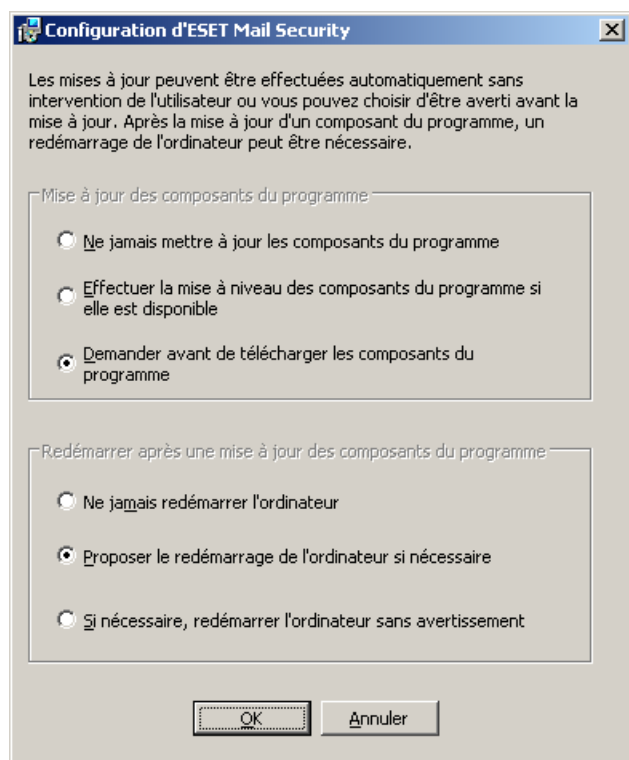 Configuration d'ESET Mail Security
Les mises à jour peuvent être effectuées automatiquement sans
intervention de l'utilisateur ou vous pouvez choisir d'être averti avant la
mise à jour. Après la mise à jour d'un composant du programme, un
redémarrage de l'ordinateur peut être nécessaire.
Mise à jour des composants du programme
Ne jamais mettre à jour les composants du programme
Effectuer la mise à niveau des composants du programme si
elle est disponible
Demander avant de télécharger les composants du
programme
Redémarrer après une mise à jour des composants du programme
Ne jamais redémarrer l'ordinateur
Proposer le redémarrage de l'ordinateur si nécessaire
Si nécessaire, redémarrer l'ordinateur sans avertissement
OK
Annuler